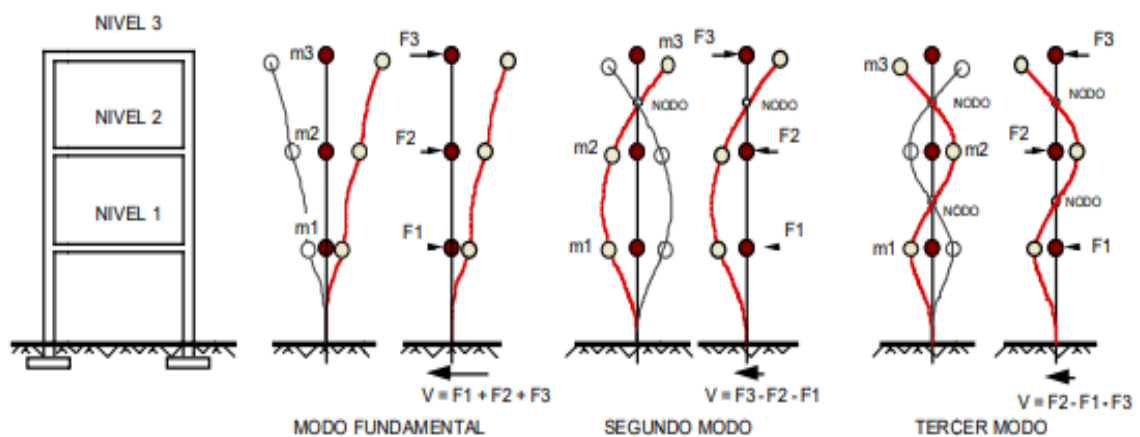 NIVEL 3
NIVEL 2
NIVEL 1
m3
m2
m1
F3
F2
F1
V = F1 + F2 + F3
MODO FUNDAMENTAL
m3
NODO
m2
m1
F3
NODO
F2
F1
V = F3 - F2 - F1
SEGUNDO MODO
m3
NODO
m2
NODO
m1
F3
NODO
F2
NODO
F1
V = F2 - F1 - F3
TERCER MODO